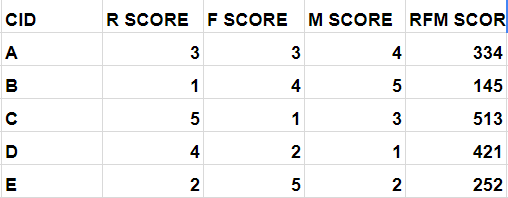 CID R SCORE F SCORE M SCORE RFM SCOR
A 3 3 4 334
B 1 4 5 145
C 5 1 3 513
D 4 2 1 421
E 2 5 2 252